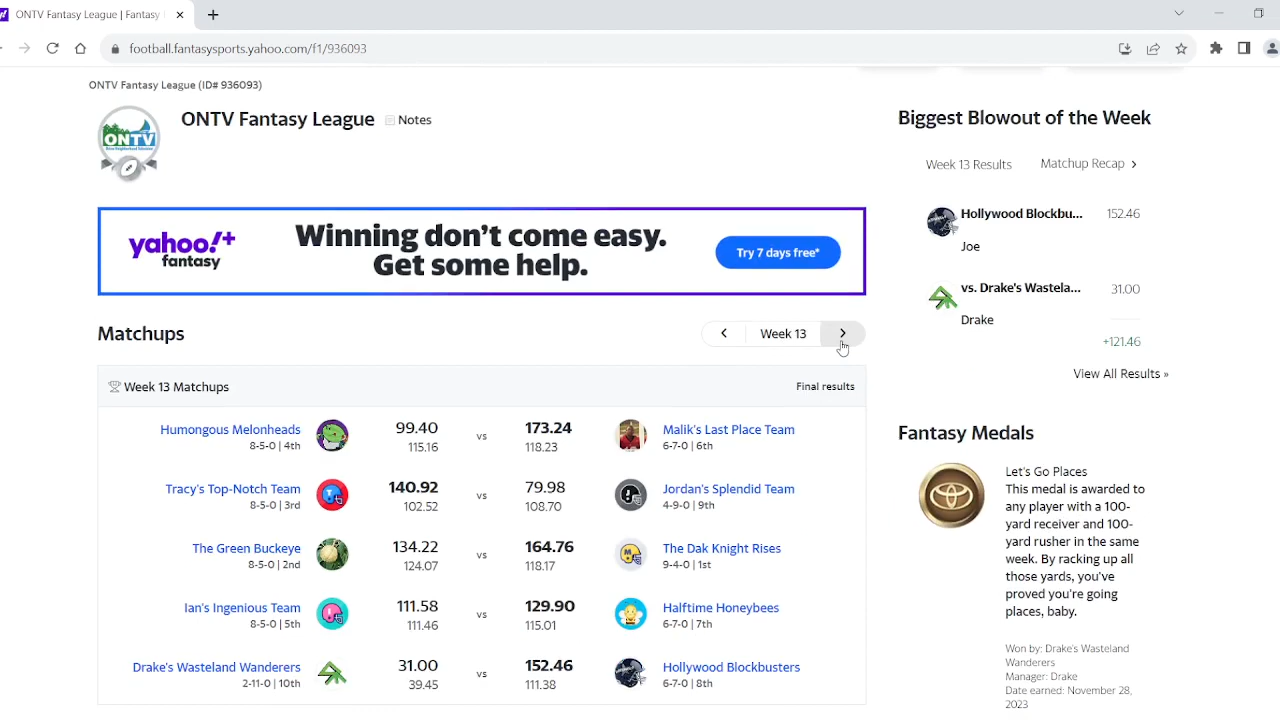 ONTV Fantasy League | Fantasy
football.fantasysports.yahoo.com/f1/936093
ONTV Fantasy League (ID# 936093)
ONTV
ONTV Fantasy League
Notes
yahoo!+
fantasy
Winning don't come easy.
Get some help.
Try 7 days free*
Matchups
Week 13
Week 13 Matchups
Final results
Humongous Melonheads 99.40 vs 173.24 Malik's Last Place Team
8-5-0 | 4th 115.16 118.23 6-7-0 | 6th
Tracy's Top-Notch Team 140.92 vs 79.98 Jordan's Splendid Team
8-5-0 | 3rd 102.52 108.70 4-9-0 | 9th
The Green Buckeye 134.22 vs 164.76 The Dak Knight Rises
8-5-0 | 2nd 124.07 118.17 9-4-0 | 1st
Ian's Ingenious Team 111.58 vs 129.90 Halftime Honeybees
8-5-0 | 5th 111.46 115.01 6-7-0 | 7th
Drake's Wasteland Wanderers 31.00 vs 152.46 Hollywood Blockbusters
2-11-0 | 10th 39.45 111.38 6-7-0 | 8th
Biggest Blowout of the Week
Week 13 Results
Matchup Recap
Hollywood Blockbu... 152.46
Joe
vs. Drake's Wastela... 31.00
Drake
+121.46
View All Results »
Fantasy Medals
Let's Go Places
This medal is awarded to
any player with a 100-
yard receiver and 100-
yard rusher in the same
week. By racking up all
those yards, you've
proved you're going
places, baby.
Won by: Drake's Wasteland
Wanderers
Manager: Drake
Date earned: November 28,
2023